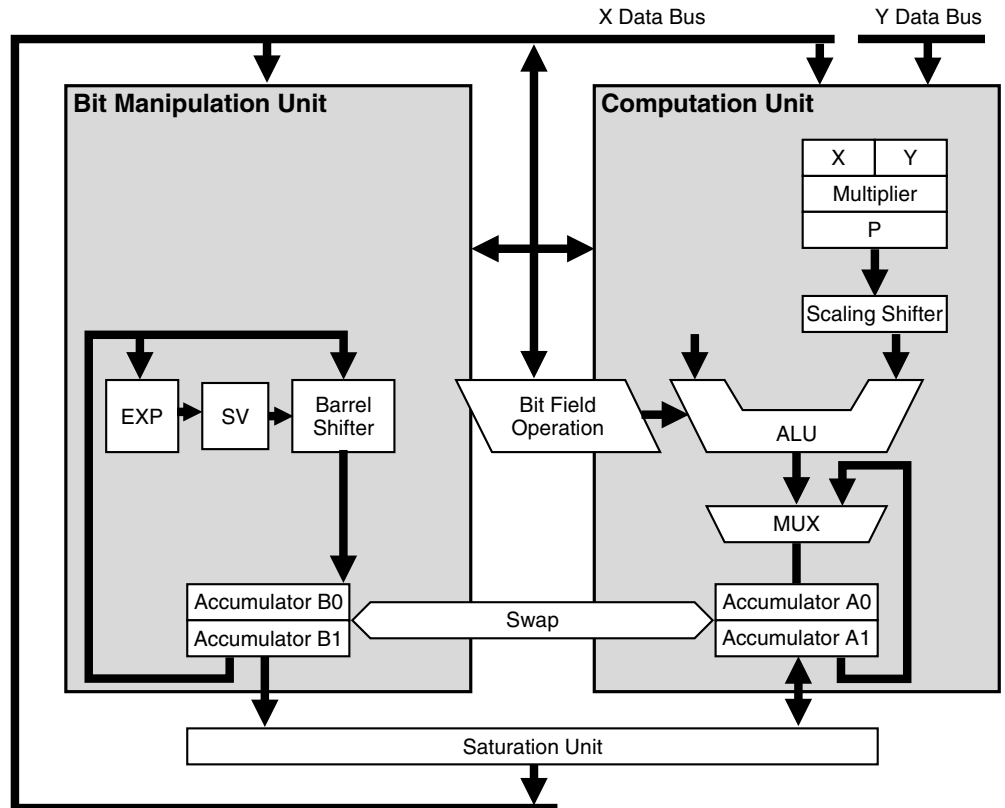 X Data Bus
Y Data Bus
Bit Manipulation Unit
Computation Unit
X
Y
Multiplier
P
Scaling Shifter
EXP
SV
Barrel
Shifter
Bit Field
Operation
ALU
MUX
Accumulator B0
Accumulator B1
Swap
Accumulator A0
Accumulator A1
Saturation Unit